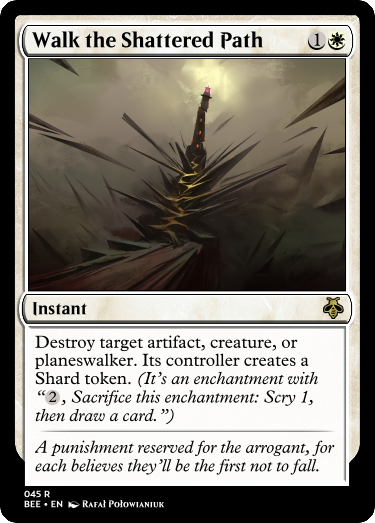 Walk the Shattered Path 1
Instant
Destroy target artifact, creature, or
planeswalker. Its controller creates a
Shard token. (It's an enchantment with
“2, Sacrifice this enchantment: Scry 1,
then draw a card.”)
A punishment reserved for the arrogant, for
each believes they'll be the first not to fall.
045 R
BEE • EN Rafał Połowianiuk